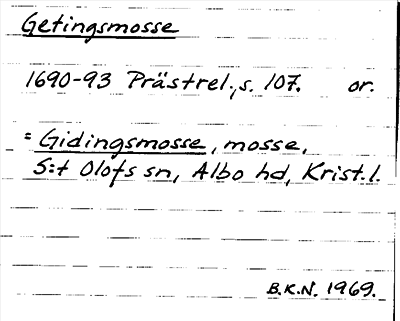 Getingsmosse
1690-93 Prästrel., s. 107. or.
= Gidingsmosse, mosse,
S:t Olofs sn, Albo hd, Krist. l.
B.K.N. 1969.